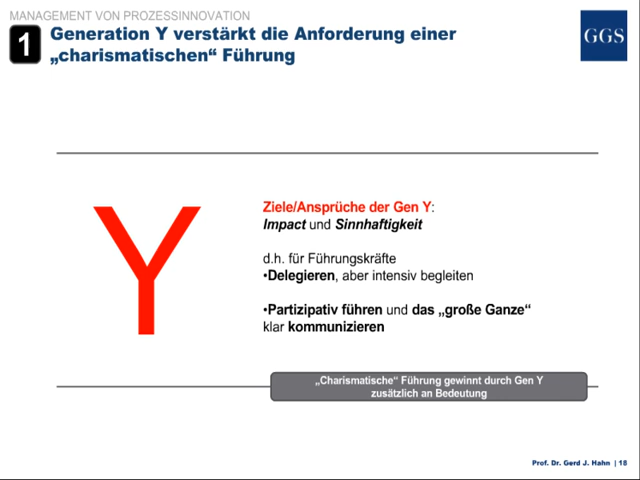 MANAGEMENT VON PROZESSINNOVATION
1
Generation Y verstärkt die Anforderung einer
„charismatischen“ Führung
GGS
Y
Ziele/Ansprüche der Gen Y:
Impact und Sinnhaftigkeit
d.h. für Führungskräfte
•Delegieren, aber intensiv begleiten
•Partizipativ führen und das „große Ganze“
klar kommunizieren
„Charismatische“ Führung gewinnt durch Gen Y
zusätzlich an Bedeutung
Prof. Dr. Gerd J. Hahn | 18